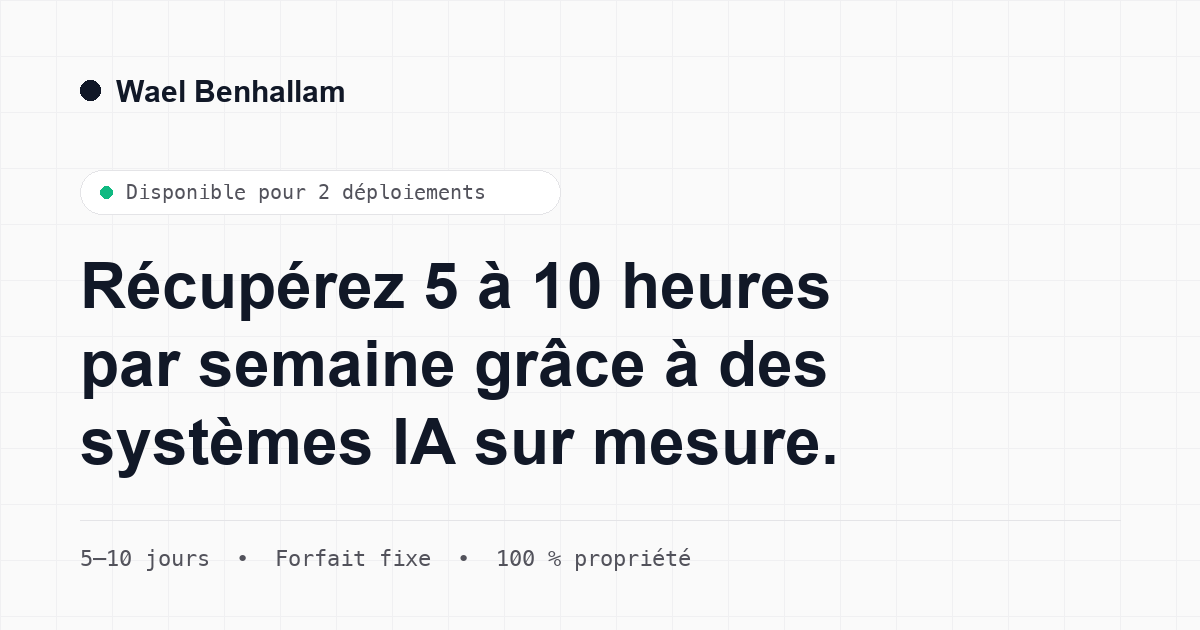 Wael Benhallam
Disponible pour 2 déploiements
Récupérez 5 à 10 heures
par semaine grâce à des
systèmes IA sur mesure.
5—10 jours • Forfait fixe • 100 % propriété